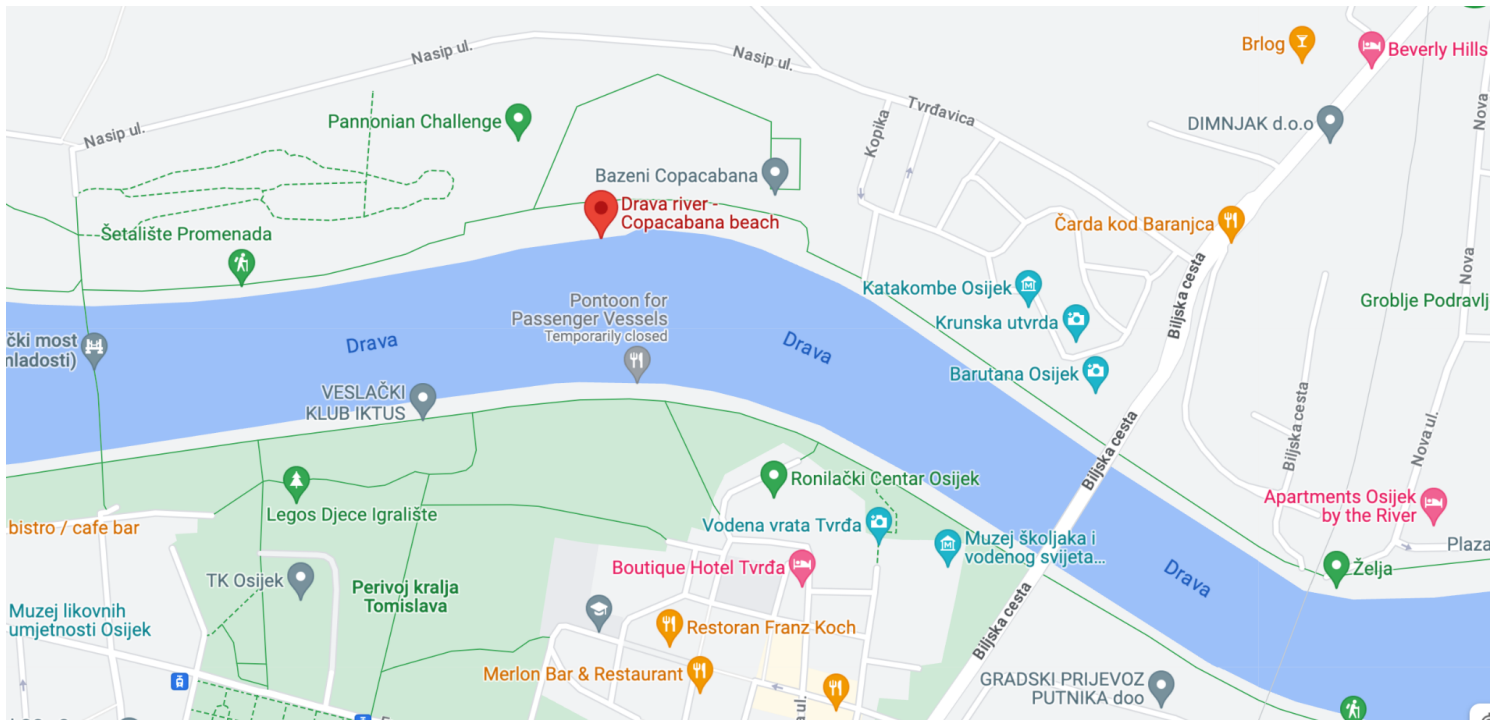 Nasip ul.
Nasip ul.
Nasip ul.
Brlog
Beverly Hills
Nova
Tvrđavica
Kopika
DIMNJAK d.o.o
Pannonian Challenge
Bazeni Copacabana
Drava river -
Copacabana beach
Šetalište Promenada
Čarda kod Baranjca
Biljska cesta
Nova
Katakombe Osijek
Krunska utvrda
Groblje Podravlj
Pontoon for
Passenger Vessels
Temporarily closed
čki most
mladosti)
Drava
Drava
Barutana Osijek
VESLAČKI
KLUB IKTUS
Biljska cesta
Biljska cesta
Nova ul.
Ronilački Centar Osijek
Legos Djece Igralište
bistro / cafe bar
Vodena vrata Tvrđa
Muzej školjaka i
vodenog svijeta...
Apartments Osijek
by the River
Plaza
Boutique Hotel Tvrđa
Drava
Želja
TK Osijek
Perivoj kralja
Tomislava
Muzej likovnih
umjetnosti Osijek
Restoran Franz Koch
Biljska cesta
Merlon Bar & Restaurant
GRADSKI PRIJEVOZ
PUTNIKA doo
a ul.